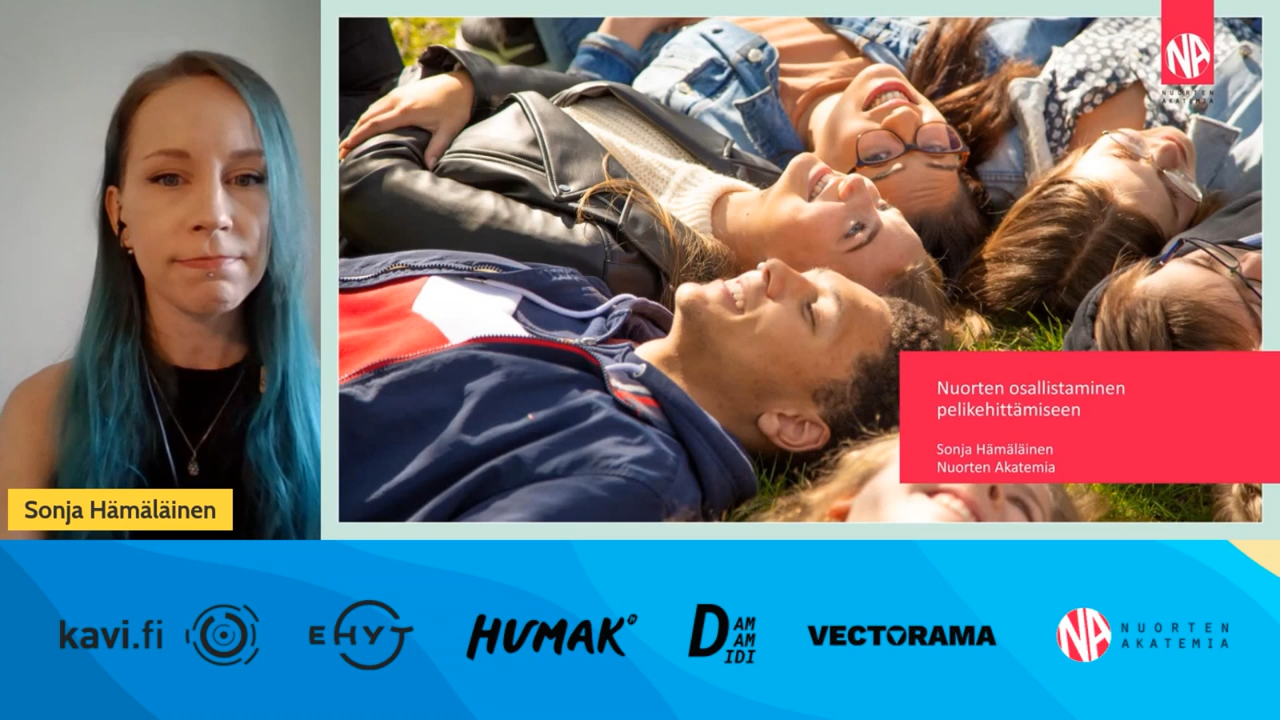 NA
NUORTEN
AKATEMIA
Nuorten osallistaminen
pelikehittämiseen
Sonja Hämäläinen
Nuorten Akatemia
Sonja Hämäläinen
kavi.fi
EHYT
HUMAK
DAM
AM
IDI
VECTORAMA
NA
NUORTEN
AKATEMIA